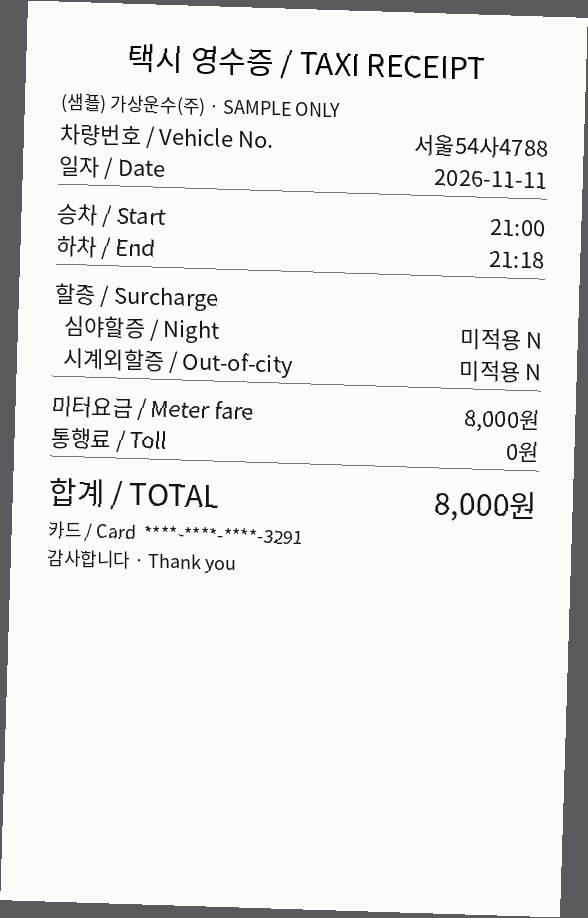 택시 영수증 / TAXI RECEIPT
(샘플) 가상운수(주) · SAMPLE ONLY
차량번호 / Vehicle No. 서울54사4788
일자 / Date 2026-11-11
승차 / Start 21:00
하차 / End 21:18
할증 / Surcharge
심야할증 / Night 미적용 N
시계외할증 / Out-of-city 미적용 N
미터요금 / Meter fare 8,000원
통행료 / Toll 0원
합계 / TOTAL 8,000원
카드 / Card ****-****-****-3291
감사합니다 · Thank you